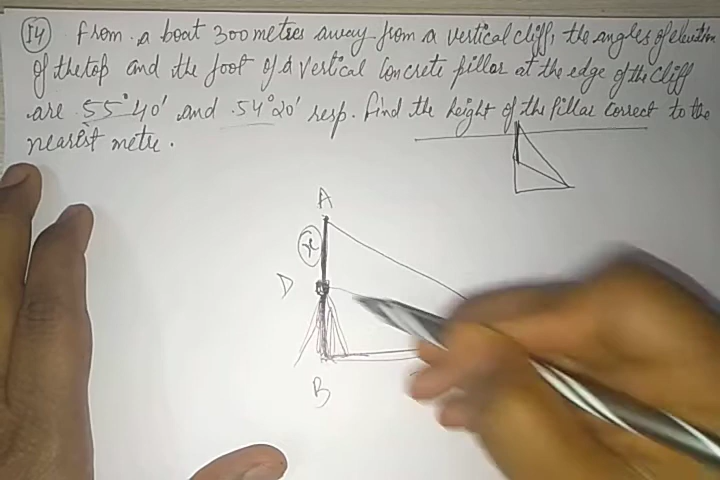 54 from a boat 300 metres away from a vertical cliff, the angles of elevation
of the top and the foot of a vertical concrete pillar at the edge of the cliff
are 55°40' and 54°20' resp. find the height of the Pillar correct to the
nearest metre.
A
x
D
B